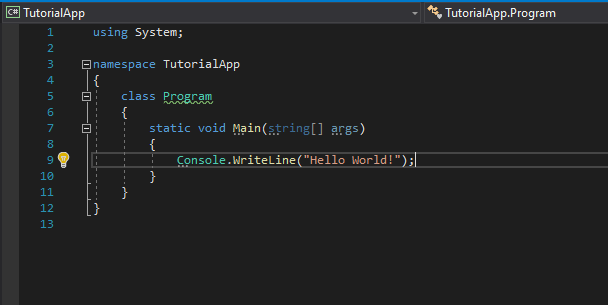 C# TutorialApp TutorialApp.Program
1 using System;
2
3 namespace TutorialApp
4 {
5 class Program
6 {
7 static void Main(string[] args)
8 {
9 Console.WriteLine("Hello World!");
10 }
11 }
12 }
13